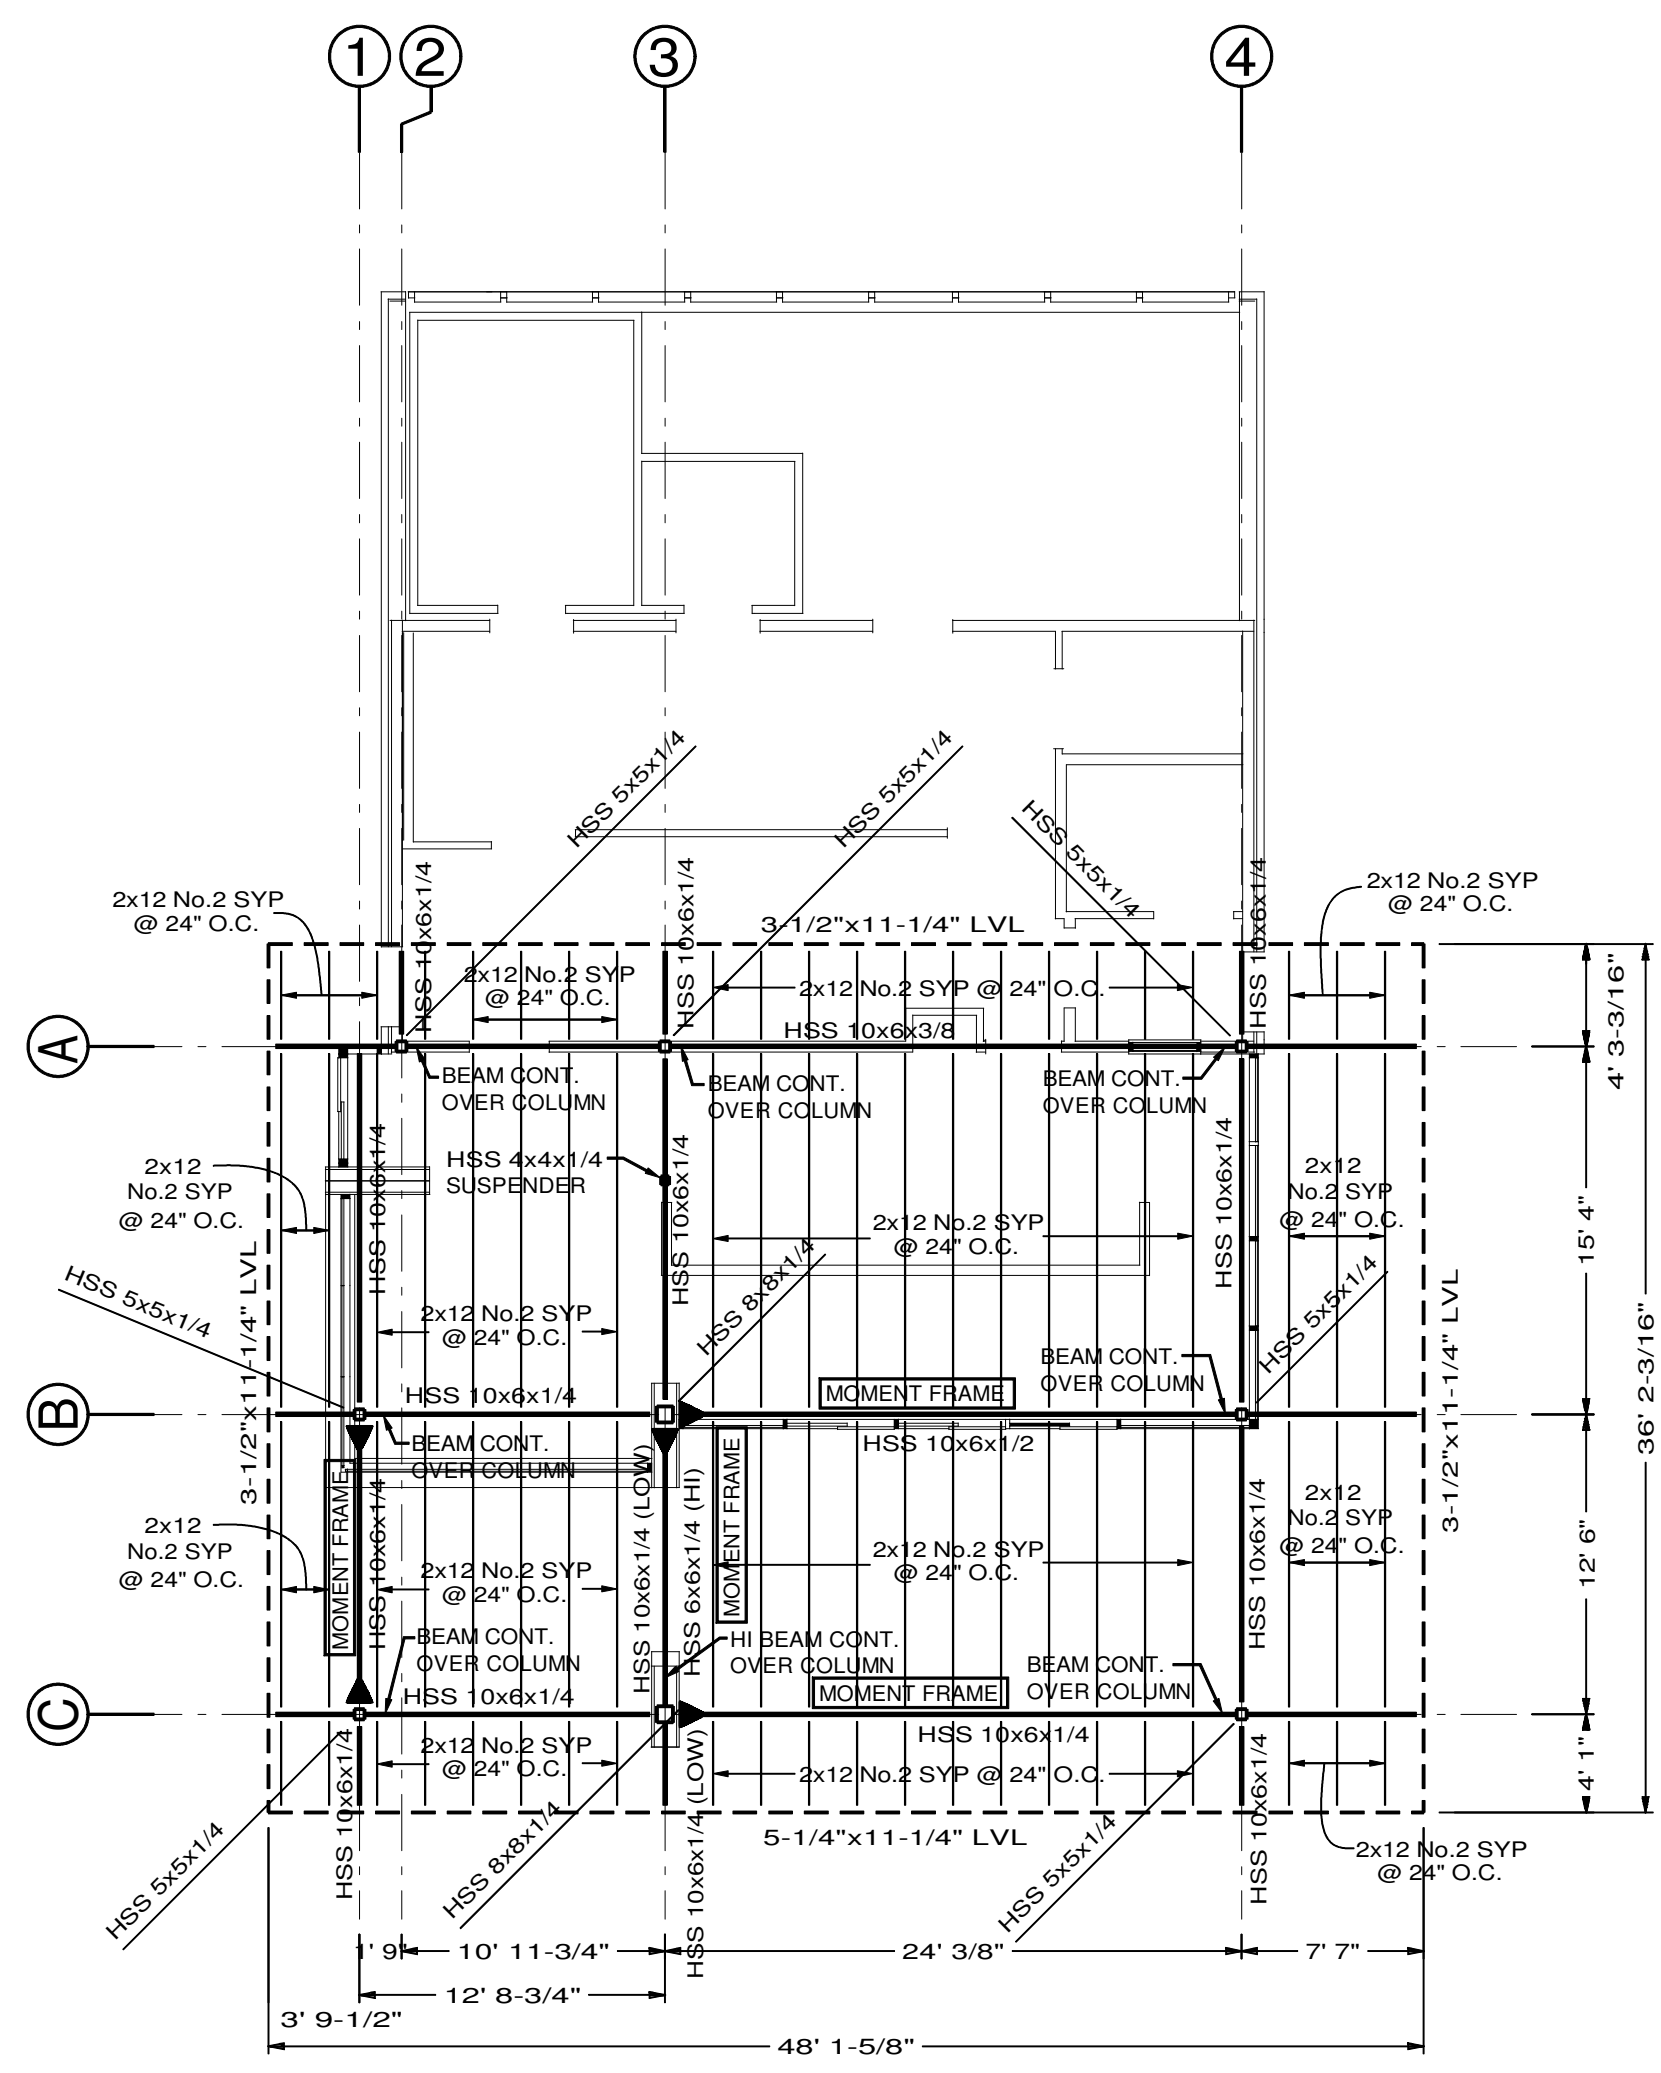 1
2
3
4
HSS 5x5x1/4
HSS 5x5x1/4
HSS 5x5x1/4
2x12 No.2 SYP
@ 24" O.C.
HSS 10x6x1/4
HSS 10x6x1/4
3-1/2"x11-1/4" LVL
HSS 10x6x1/4
2x12 No.2 SYP
@ 24" O.C.
2x12 No.2 SYP
@ 24" O.C.
2x12 No.2 SYP @ 24" O.C.
4' 3-3/16"
HSS 10x6x3/8
A
BEAM CONT.
OVER COLUMN
BEAM CONT.
OVER COLUMN
BEAM CONT.
OVER COLUMN
2x12
No.2 SYP
@ 24" O.C.
HSS 10x6x1/4
HSS 4x4x1/4
SUSPENDER
HSS 10x6x1/4
HSS 10x6x1/4
2x12
No.2 SYP
@ 24" O.C.
15' 4"
2x12 No.2 SYP
@ 24" O.C.
HSS 5x5x1/4
3-1/2"x11-1/4" LVL
2x12 No.2 SYP
@ 24" O.C.
HSS 8x8x1/4
HSS 5x5x1/4
3-1/2"x11-1/4" LVL
36' 2-3/16"
HSS 10x6x1/4
BEAM CONT.
OVER COLUMN
MOMENT FRAME
B
BEAM CONT.
OVER COLUMN
HSS 10x6x1/2
MOMENT FRAME
HSS 10x6x1/4
HSS 10x6x1/4 (LOW)
HSS 6x6x1/4 (HI)
MOMENT FRAME
HSS 10x6x1/4
2x12
No.2 SYP
@ 24" O.C.
2x12
No.2 SYP
@ 24" O.C.
2x12 No.2 SYP
@ 24" O.C.
2x12 No.2 SYP
@ 24" O.C.
12' 6"
BEAM CONT.
OVER COLUMN
HI BEAM CONT.
OVER COLUMN
BEAM CONT.
OVER COLUMN
HSS 10x6x1/4
MOMENT FRAME
C
HSS 10x6x1/4
2x12 No.2 SYP
@ 24" O.C.
2x12 No.2 SYP @ 24" O.C.
4' 1"
HSS 10x6x1/4
HSS 10x6x1/4 (LOW)
HSS 10x6x1/4
5-1/4"x11-1/4" LVL
2x12 No.2 SYP
@ 24" O.C.
HSS 5x5x1/4
HSS 8x8x1/4
HSS 5x5x1/4
1' 9"
10' 11-3/4"
24' 3/8"
7' 7"
12' 8-3/4"
3' 9-1/2"
48' 1-5/8"